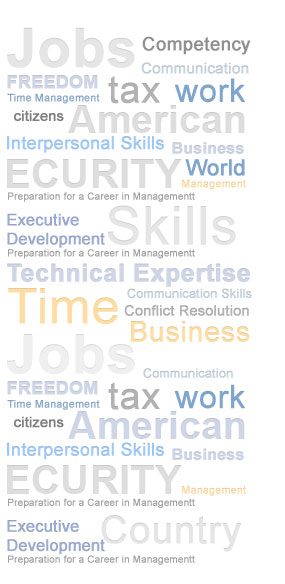 Jobs Competency
Communication
FREEDOM
Time Management tax work
citizens American
Interpersonal Skills Business
ECURITY World
Management
Preparation for a Career in Managementt
Executive
Development Skills
Preparation for a Career in Managementt
Technical Expertise
Time Communication Skills
Conflict Resolution
Business
Jobs Communication
FREEDOM
Time Management tax work
citizens American
Interpersonal Skills Business
ECURITY Management
Preparation for a Career in Managementt
Executive
Development Country
Preparation for a Career in Managementt